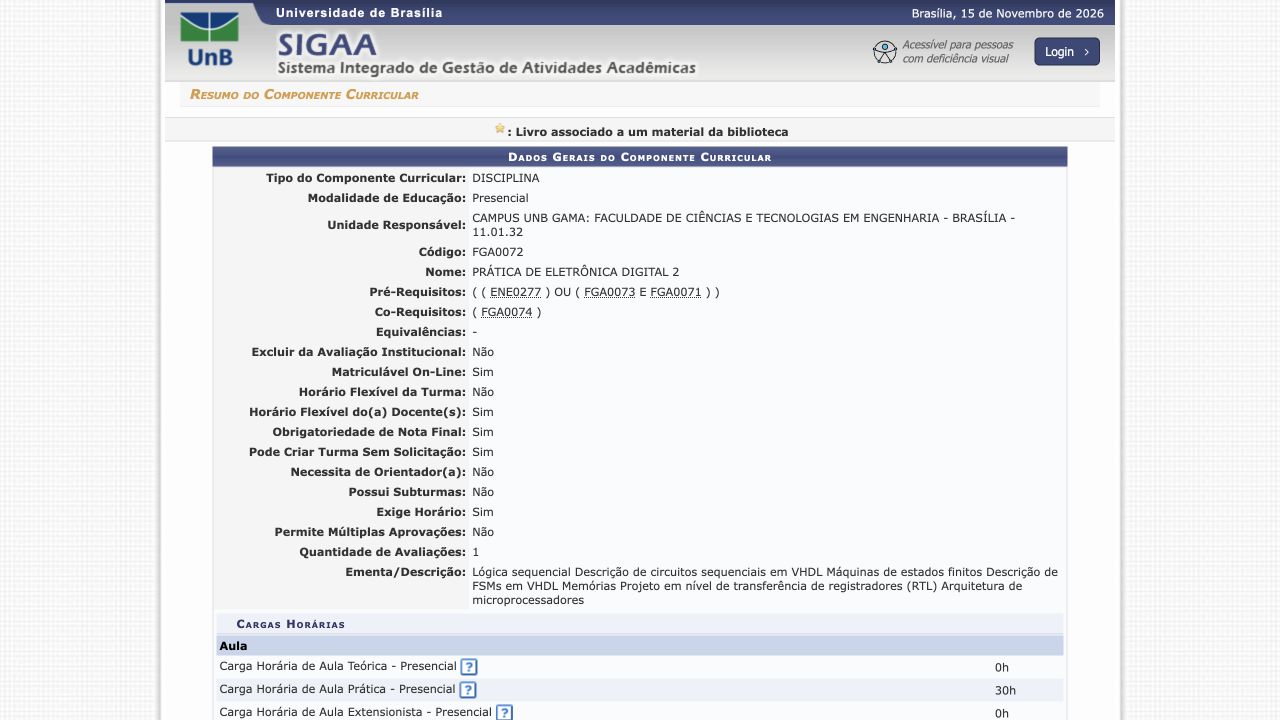 Universidade de Brasília
Brasília, 15 de Novembro de 2026
UnB
SIGAA
Sistema Integrado de Gestão de Atividades Acadêmicas
Acessível para pessoas
com deficiência visual
Login ›
Resumo do Componente Curricular
: Livro associado a um material da biblioteca
Dados Gerais do Componente Curricular
Tipo do Componente Curricular: DISCIPLINA
Modalidade de Educação: Presencial
Unidade Responsável: CAMPUS UNB GAMA: FACULDADE DE CIÊNCIAS E TECNOLOGIAS EM ENGENHARIA - BRASÍLIA -
11.01.32
Código: FGA0072
Nome: PRÁTICA DE ELETRÔNICA DIGITAL 2
Pré-Requisitos: ( ( ENE0277 ) OU ( FGA0073 E FGA0071 ) )
Co-Requisitos: ( FGA0074 )
Equivalências: -
Excluir da Avaliação Institucional: Não
Matriculável On-Line: Sim
Horário Flexível da Turma: Não
Horário Flexível do(a) Docente(s): Sim
Obrigatoriedade de Nota Final: Sim
Pode Criar Turma Sem Solicitação: Sim
Necessita de Orientador(a): Não
Possui Subturmas: Não
Exige Horário: Sim
Permite Múltiplas Aprovações: Não
Quantidade de Avaliações: 1
Ementa/Descrição: Lógica sequencial Descrição de circuitos sequenciais em VHDL Máquinas de estados finitos Descrição de
FSMs em VHDL Memórias Projeto em nível de transferência de registradores (RTL) Arquitetura de
microprocessadores
Cargas Horárias
Aula
Carga Horária de Aula Teórica - Presencial ? 0h
Carga Horária de Aula Prática - Presencial ? 30h
Carga Horária de Aula Extensionista - Presencial ? 0h